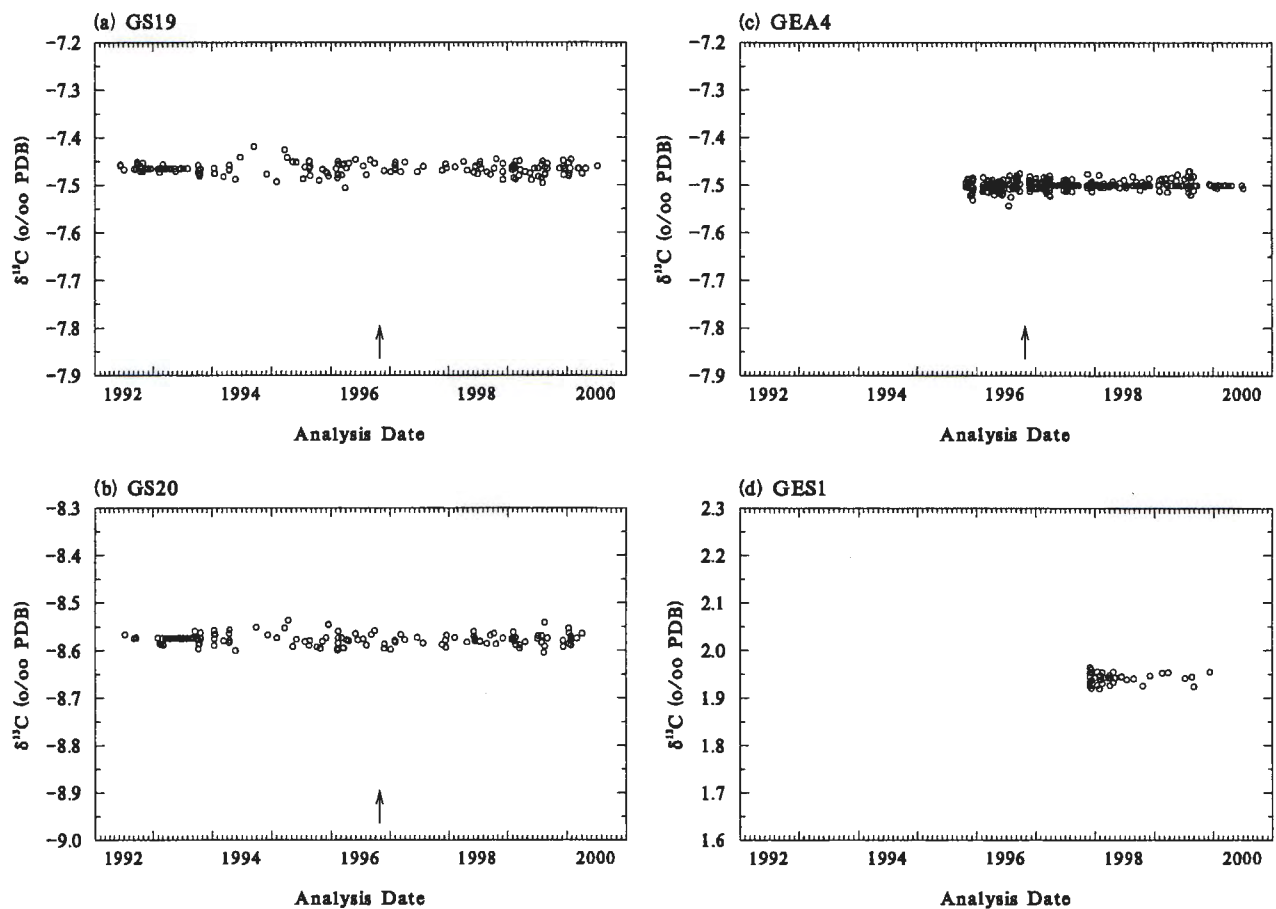 (a) GS19
−7.2
−7.3
−7.4
−7.5
−7.6
−7.7
−7.8
−7.9
δ¹³C (o/oo PDB)
1992 1994 1996 1998 2000
Analysis Date
(c) GEA4
−7.2
−7.3
−7.4
−7.5
−7.6
−7.7
−7.8
−7.9
δ¹³C (o/oo PDB)
1992 1994 1996 1998 2000
Analysis Date
(b) GS20
−8.3
−8.4
−8.5
−8.6
−8.7
−8.8
−8.9
−9.0
δ¹³C (o/oo PDB)
1992 1994 1996 1998 2000
Analysis Date
(d) GES1
2.3
2.2
2.1
2.0
1.9
1.8
1.7
1.6
δ¹³C (o/oo PDB)
1992 1994 1996 1998 2000
Analysis Date